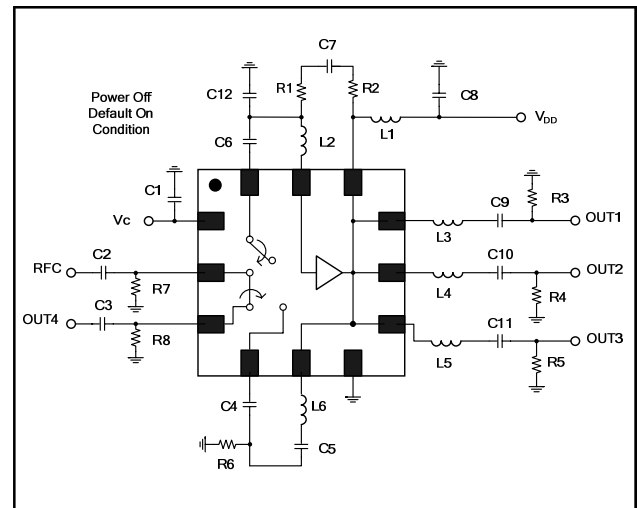 C7
Power Off
Default On
Condition
C12
R1
R2
C8
VDD
L1
C6
L2
C1
Vc
R3
C9
OUT1
L3
C2
RFC
C10
OUT2
R7
L4
R4
C3
OUT4
C11
OUT3
R8
L5
R5
C4
L6
R6
C5